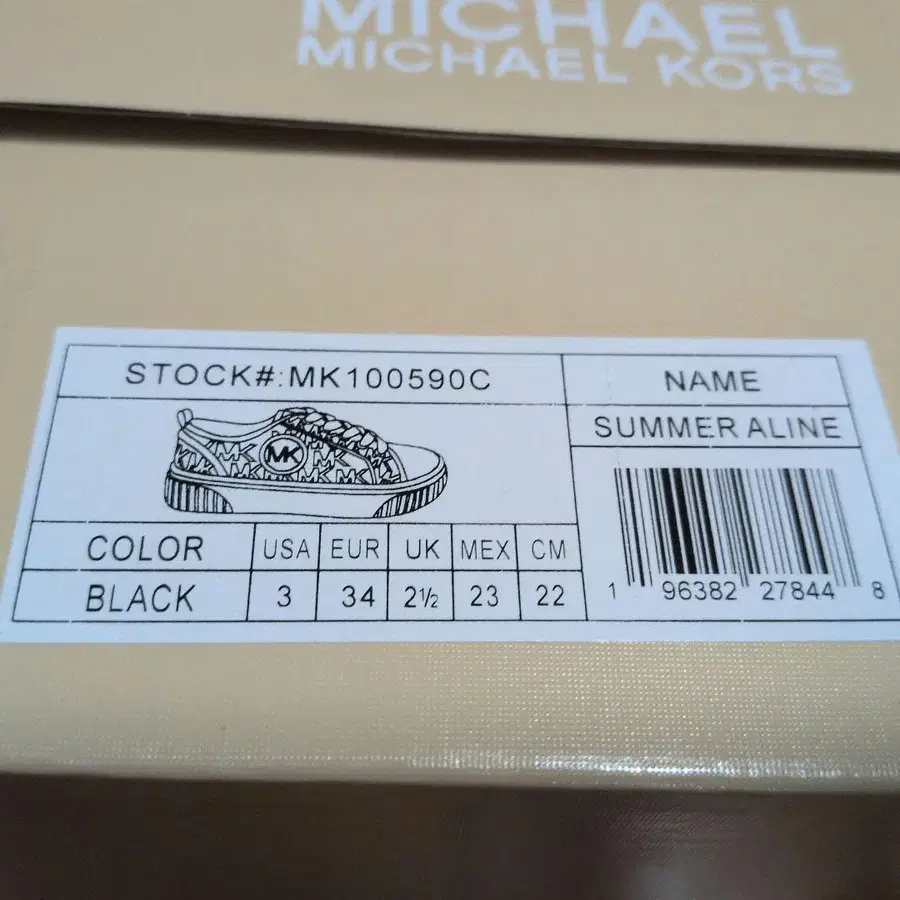 MICHAEL
MICHAEL KORS
STOCK#:MK100590C
NAME
SUMMER ALINE
MK
COLOR USA EUR UK MEX CM
BLACK 3 34 2½ 23 22
1 96382 27844 8